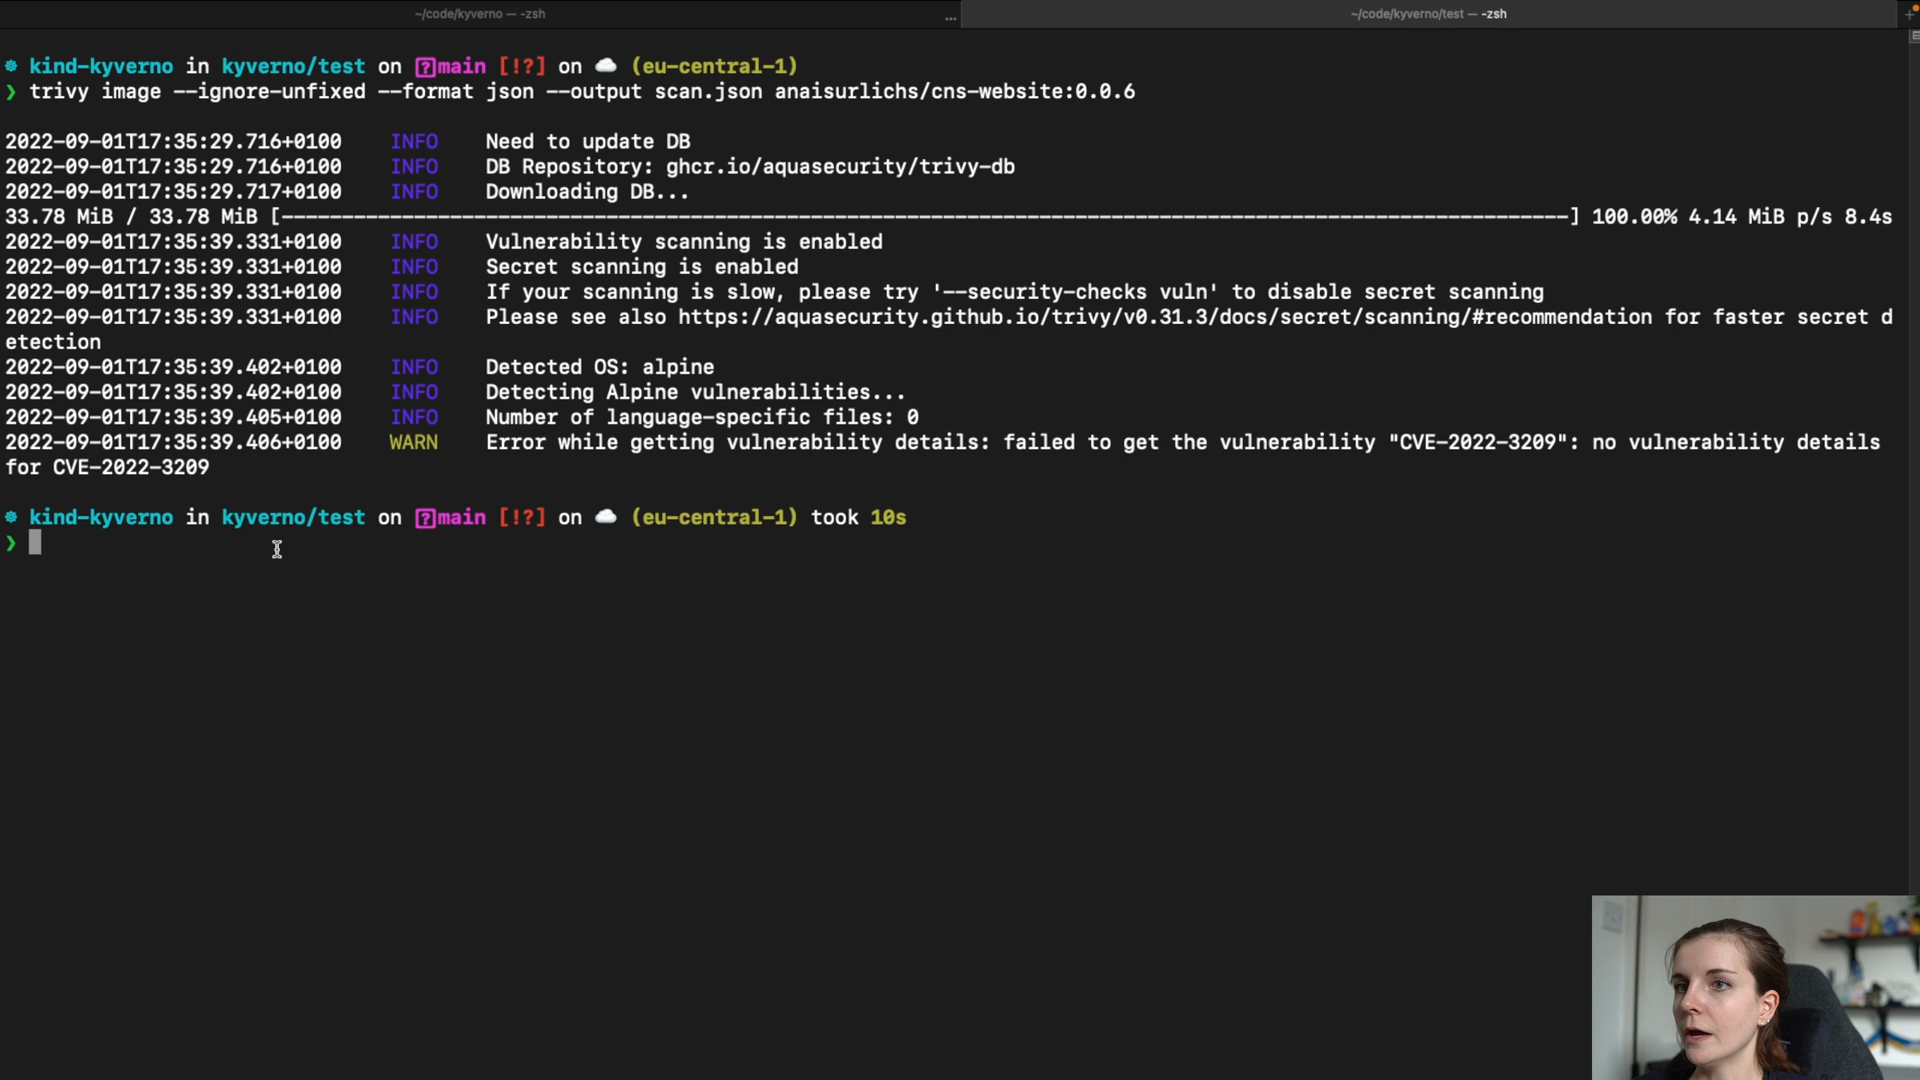 ~/code/kyverno — -zsh
...
~/code/kyverno/test — -zsh
+
kind-kyverno in kyverno/test on [?]main [!?] on (eu-central-1)
❯ trivy image --ignore-unfixed --format json --output scan.json anaisurlichs/cns-website:0.0.6
2022-09-01T17:35:29.716+0100 INFO Need to update DB
2022-09-01T17:35:29.716+0100 INFO DB Repository: ghcr.io/aquasecurity/trivy-db
2022-09-01T17:35:29.717+0100 INFO Downloading DB...
33.78 MiB / 33.78 MiB [-----------------------------------------------------------------------------------------------------------] 100.00% 4.14 MiB p/s 8.4s
2022-09-01T17:35:39.331+0100 INFO Vulnerability scanning is enabled
2022-09-01T17:35:39.331+0100 INFO Secret scanning is enabled
2022-09-01T17:35:39.331+0100 INFO If your scanning is slow, please try '--security-checks vuln' to disable secret scanning
2022-09-01T17:35:39.331+0100 INFO Please see also https://aquasecurity.github.io/trivy/v0.31.3/docs/secret/scanning/#recommendation for faster secret d
etection
2022-09-01T17:35:39.402+0100 INFO Detected OS: alpine
2022-09-01T17:35:39.402+0100 INFO Detecting Alpine vulnerabilities...
2022-09-01T17:35:39.405+0100 INFO Number of language-specific files: 0
2022-09-01T17:35:39.406+0100 WARN Error while getting vulnerability details: failed to get the vulnerability "CVE-2022-3209": no vulnerability details
for CVE-2022-3209
kind-kyverno in kyverno/test on [?]main [!?] on (eu-central-1) took 10s
❯